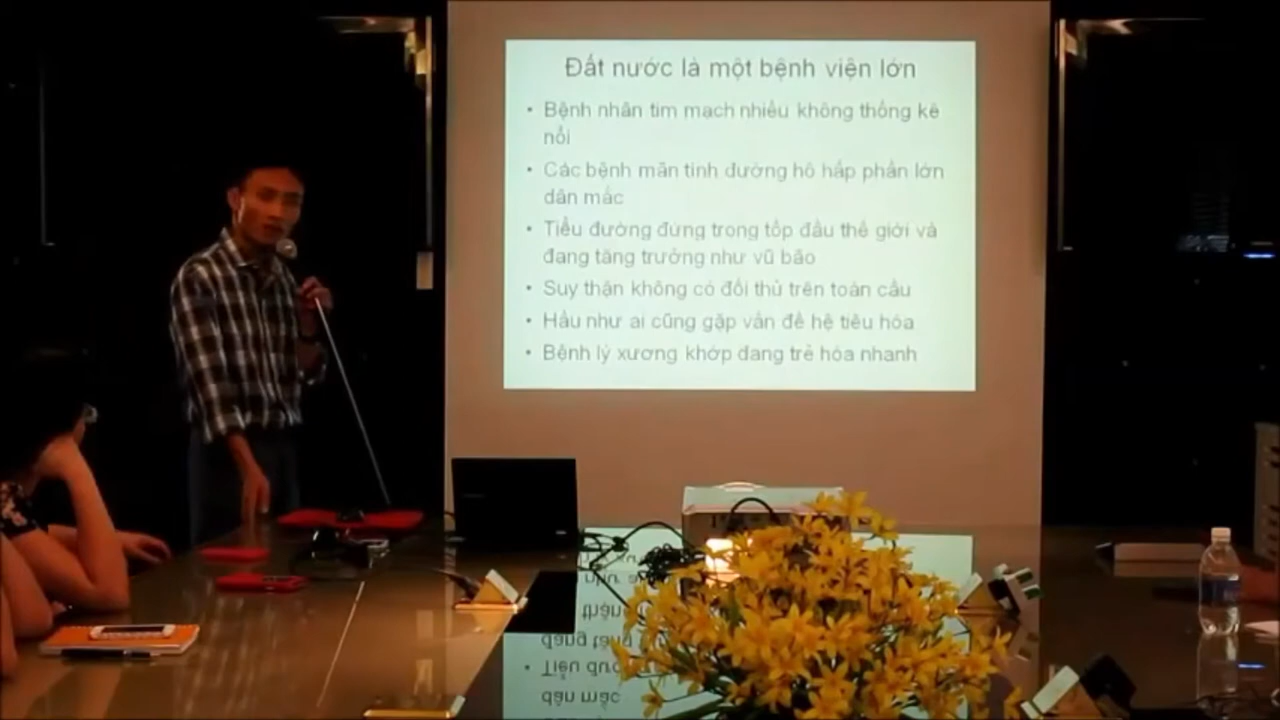 Đất nước là một bệnh viện lớn
• Bệnh nhân tim mạch nhiều không thống kê
nổi
• Các bệnh mãn tính đường hô hấp phần lớn
dân mắc
• Tiểu đường đứng trong tốp đầu thế giới và
đang tăng trưởng như vũ bão
• Suy thận không có đối thủ trên toàn cầu
• Hầu như ai cũng gặp vấn đề hệ tiêu hóa
• Bệnh lý xương khớp đang trẻ hóa nhanh